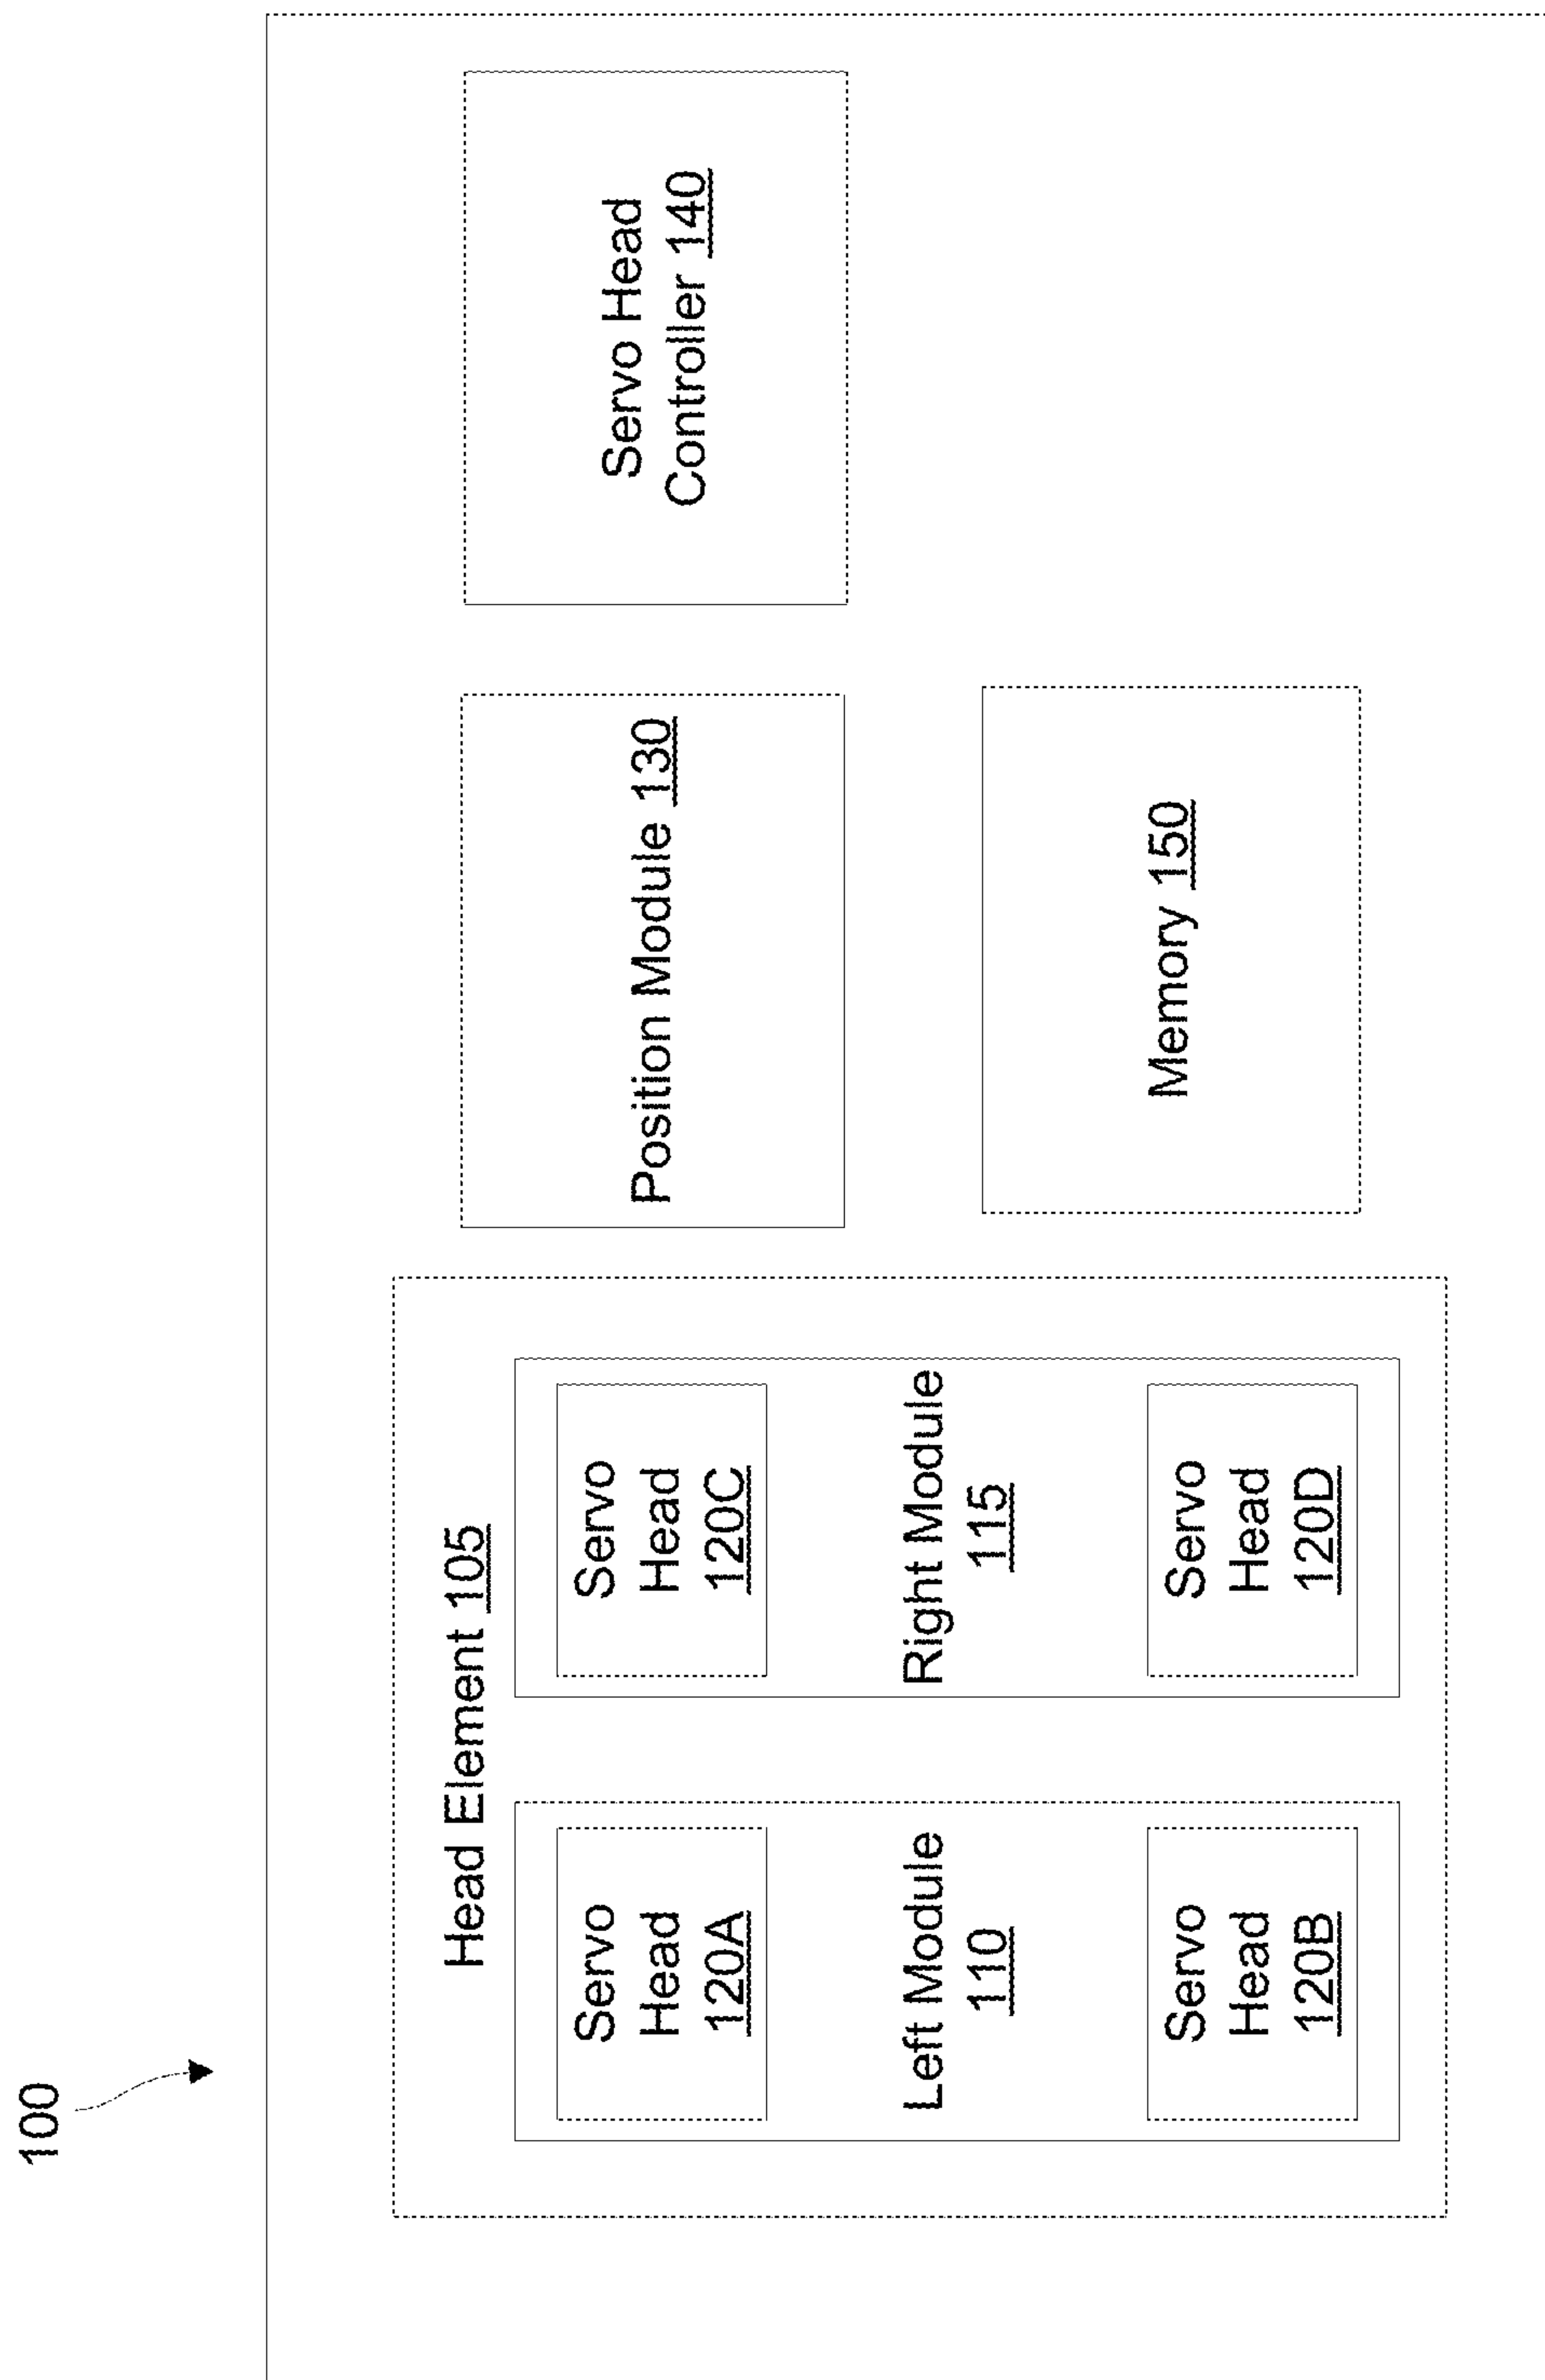 100
Head Element 105
Servo
Head
120A
Left Module
110
Servo
Head
120B
Servo
Head
120C
Right Module
115
Servo
Head
120D
Position Module 130
Servo Head
Controller 140
Memory 150